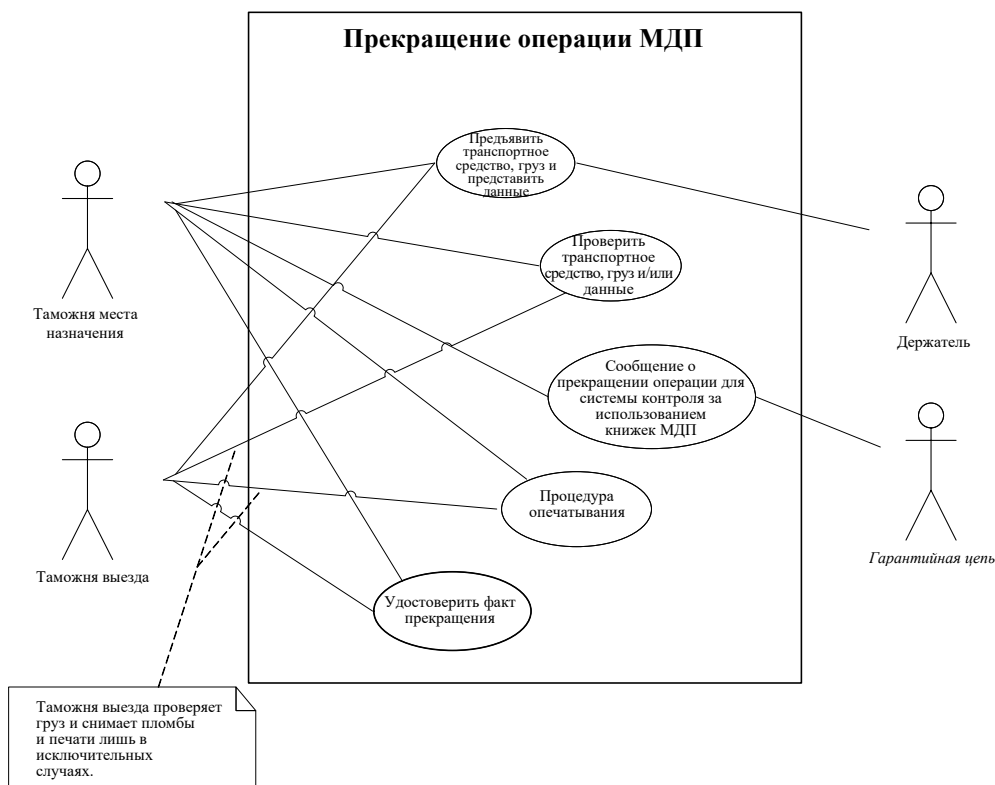 Прекращение операции МДП
Предъявить
транспортное
средство, груз и
представить
данные
Таможня места
назначения
Проверить
транспортное
средство, груз и/или
данные
Держатель
Сообщение о
прекращении операции для
системы контроля за
использованием
книжек МДП
Процедура
опечатывания
Таможня выезда
Гарантийная цепь
Удостоверить факт
прекращения
Таможня выезда проверяет
груз и снимает пломбы
и печати лишь в
исключительных
случаях.